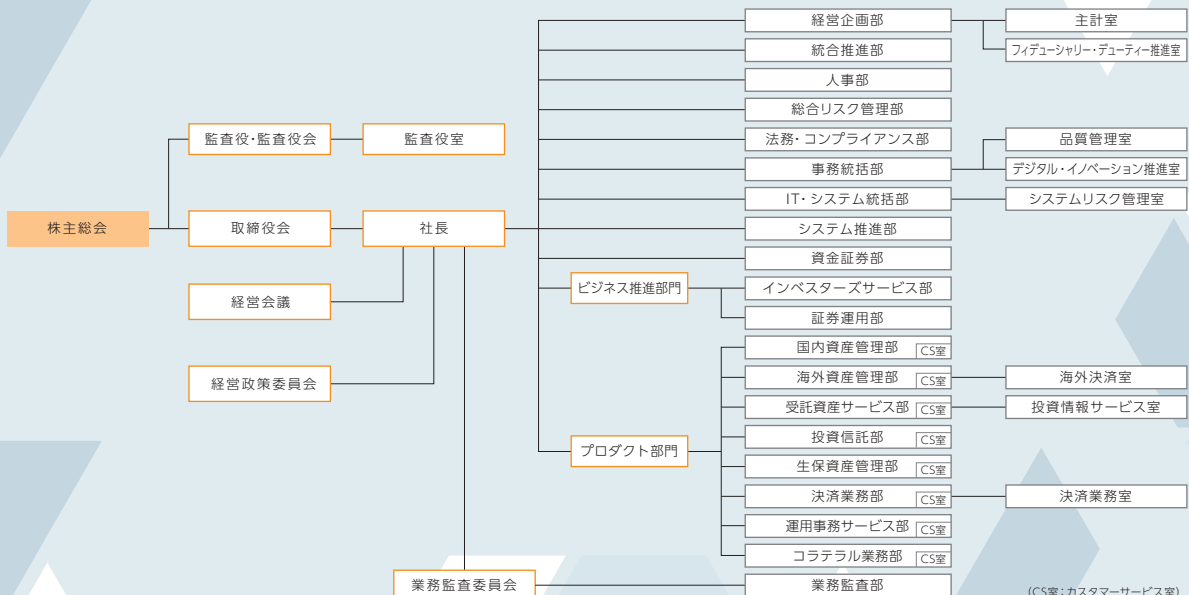 株主総会
監査役・監査役会
監査役室
取締役会
社長
経営会議
経営政策委員会
経営企画部
主計室
フィデューシャリー・デューティー推進室
統合推進部
人事部
総合リスク管理部
法務・コンプライアンス部
事務統括部
品質管理室
デジタル・イノベーション推進室
IT・システム統括部
システムリスク管理室
システム推進部
資金証券部
ビジネス推進部門
インベスターズサービス部
証券運用部
プロダクト部門
国内資産管理部 CS室
海外資産管理部 CS室
海外決済室
受託資産サービス部 CS室
投資情報サービス室
投資信託部 CS室
生保資産管理部 CS室
決済業務部 CS室
決済業務室
運用事務サービス部 CS室
コラテラル業務部 CS室
業務監査委員会
業務監査部
(CS室:カスタマーサービス室)